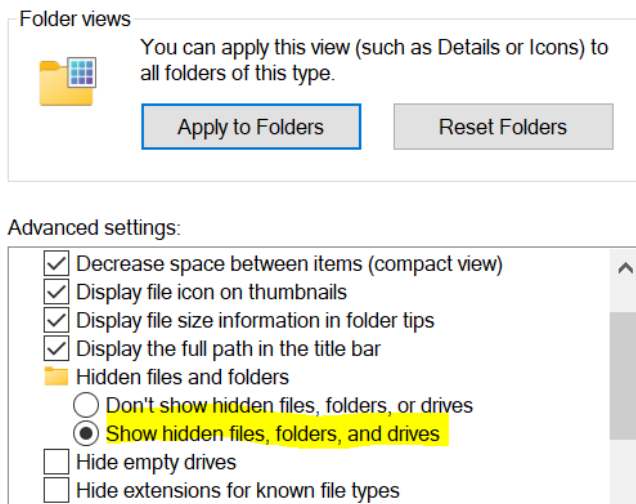 Folder views
You can apply this view (such as Details or Icons) to
all folders of this type.
Apply to Folders
Reset Folders
Advanced settings:
Decrease space between items (compact view)
Display file icon on thumbnails
Display file size information in folder tips
Display the full path in the title bar
Hidden files and folders
Don't show hidden files, folders, or drives
Show hidden files, folders, and drives
Hide empty drives
Hide extensions for known file types